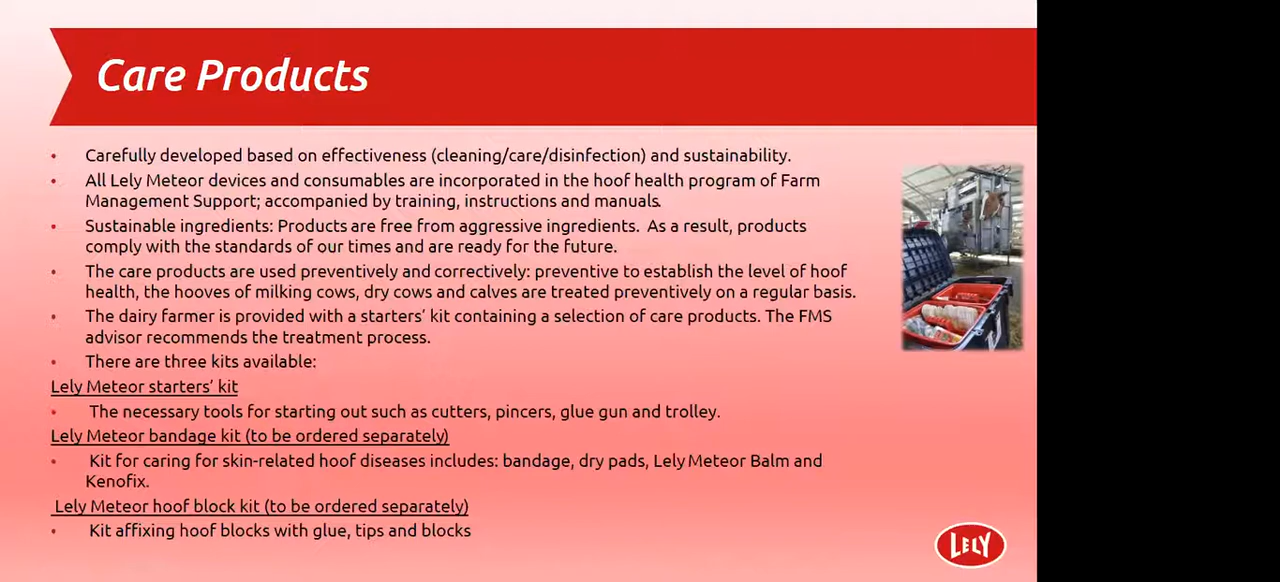 Care Products
• Carefully developed based on effectiveness (cleaning/care/disinfection) and sustainability.
• All Lely Meteor devices and consumables are incorporated in the hoof health program of Farm
Management Support; accompanied by training, instructions and manuals.
• Sustainable ingredients: Products are free from aggressive ingredients. As a result, products
comply with the standards of our times and are ready for the future.
• The care products are used preventively and correctively: preventive to establish the level of hoof
health, the hooves of milking cows, dry cows and calves are treated preventively on a regular basis.
• The dairy farmer is provided with a starters’ kit containing a selection of care products. The FMS
advisor recommends the treatment process.
• There are three kits available:
Lely Meteor starters’ kit
• The necessary tools for starting out such as cutters, pincers, glue gun and trolley.
Lely Meteor bandage kit (to be ordered separately)
• Kit for caring for skin-related hoof diseases includes: bandage, dry pads, Lely Meteor Balm and
Kenofix.
Lely Meteor hoof block kit (to be ordered separately)
• Kit affixing hoof blocks with glue, tips and blocks
LELY